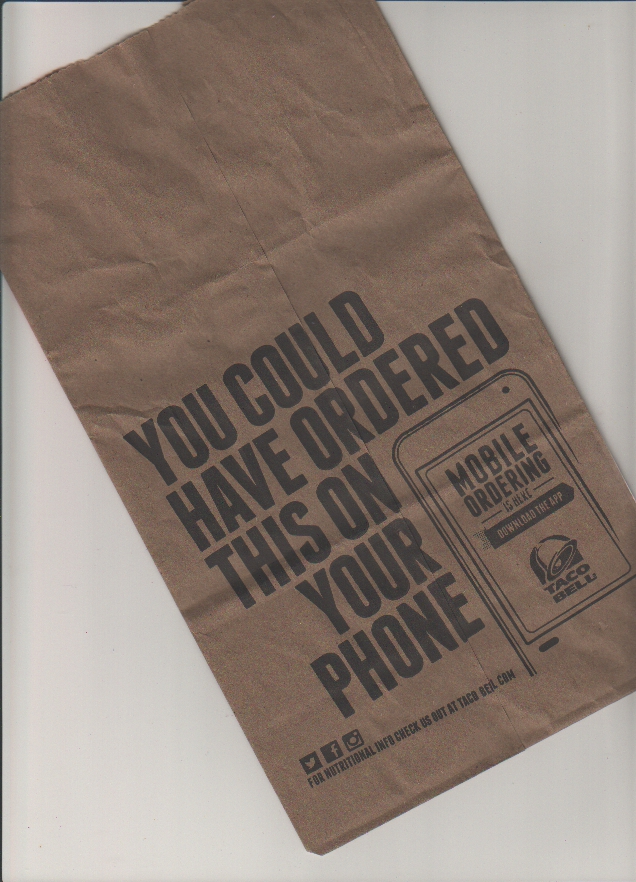 YOU COULD
HAVE ORDERED
THIS ON
YOUR
PHONE
MOBILE
ORDERING
IS HERE
DOWNLOAD THE APP
TACO
BELL
FOR NUTRITIONAL INFO CHECK US OUT AT TACO BELL.COM